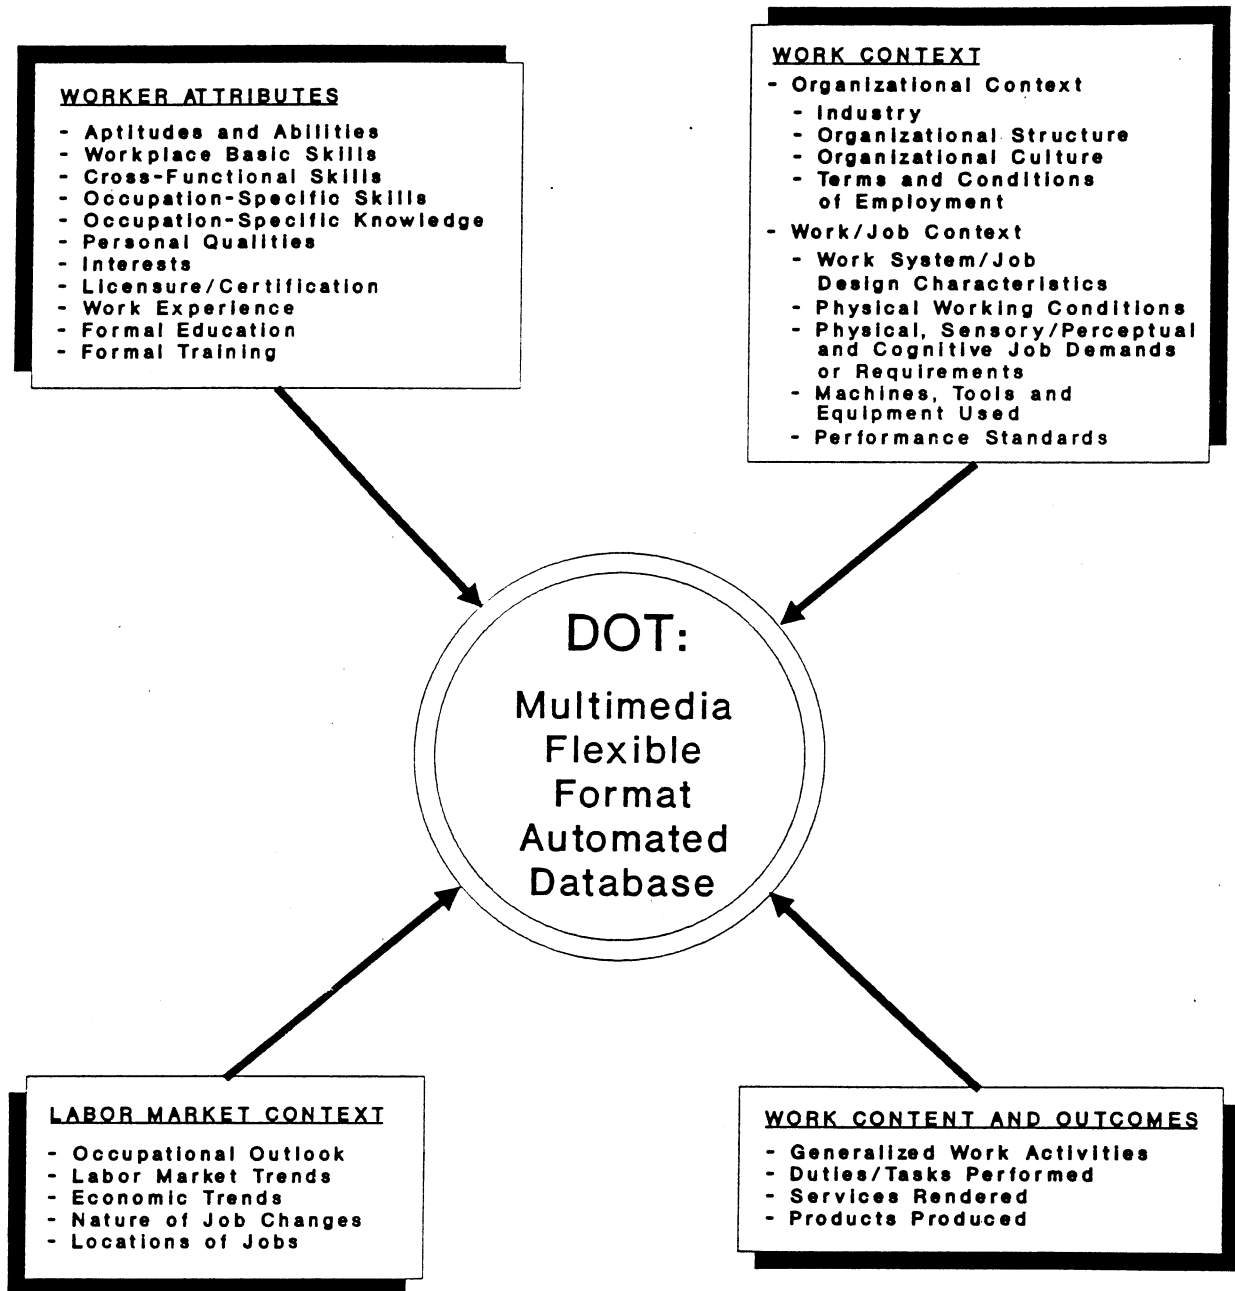 WORKER ATTRIBUTES
- Aptitudes and Abilities
- Workplace Basic Skills
- Cross-Functional Skills
- Occupation-Specific Skills
- Occupation-Specific Knowledge
- Personal Qualities
- Interests
- Licensure/Certification
- Work Experience
- Formal Education
- Formal Training
WORK CONTEXT
- Organizational Context
- Industry
- Organizational Structure
- Organizational Culture
- Terms and Conditions
of Employment
- Work/Job Context
- Work System/Job
Design Characteristics
- Physical Working Conditions
- Physical, Sensory/Perceptual
and Cognitive Job Demands
or Requirements
- Machines, Tools and
Equipment Used
- Performance Standards
DOT:
Multimedia
Flexible
Format
Automated
Database
LABOR MARKET CONTEXT
- Occupational Outlook
- Labor Market Trends
- Economic Trends
- Nature of Job Changes
- Locations of Jobs
WORK CONTENT AND OUTCOMES
- Generalized Work Activities
- Duties/Tasks Performed
- Services Rendered
- Products Produced